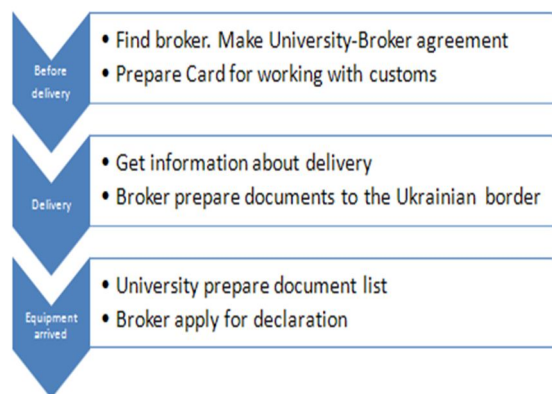 Before
delivery
• Find broker. Make University-Broker agreement
• Prepare Card for working with customs
Delivery
• Get information about delivery
• Broker prepare documents to the Ukrainian border
Equipment
arrived
• University prepare document list
• Broker apply for declaration